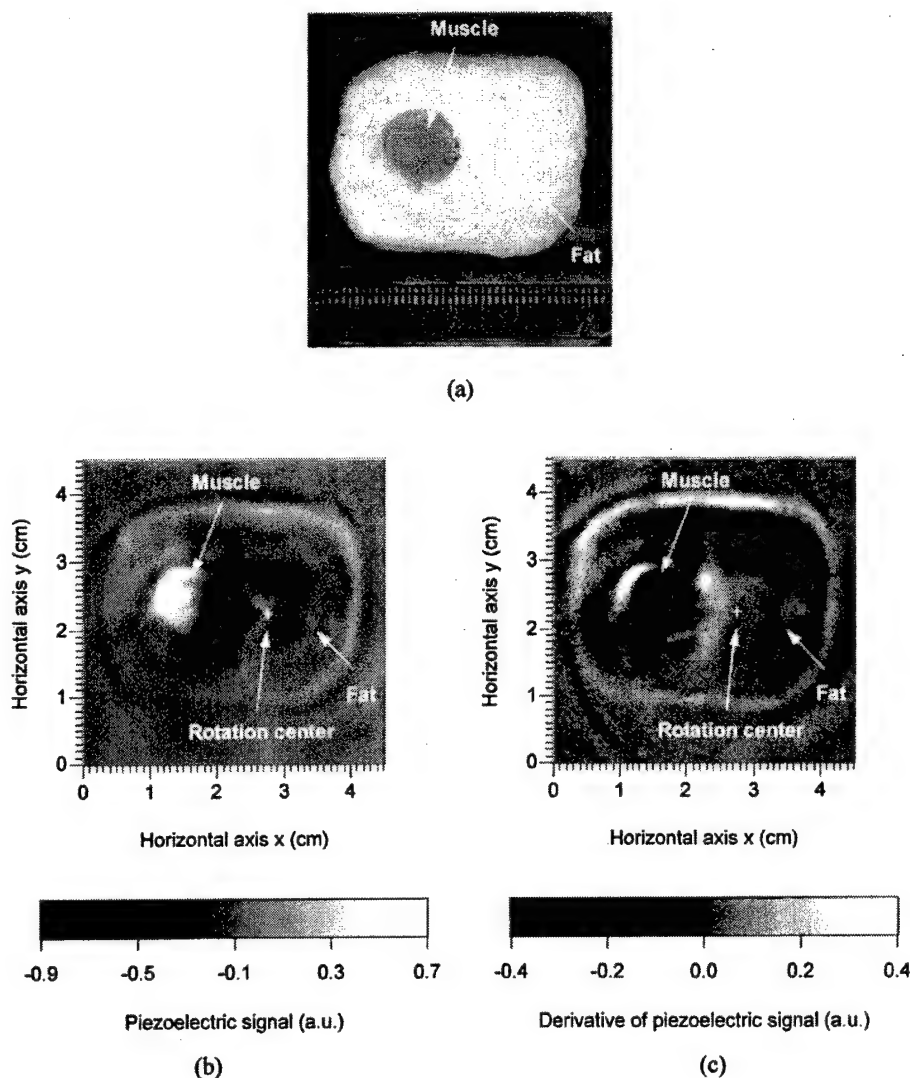 Muscle
Fat
(a)
Muscle
Horizontal axis y (cm)
4
3
2
1
0
Fat
Rotation center
0 1 2 3 4
Horizontal axis x (cm)
-0.9 -0.5 -0.1 0.3 0.7
Piezoelectric signal (a.u.)
(b)
Muscle
Horizontal axis y (cm)
4
3
2
1
0
Fat
Rotation center
0 1 2 3 4
Horizontal axis x (cm)
-0.4 -0.2 0.0 0.2 0.4
Derivative of piezoelectric signal (a.u.)
(c)